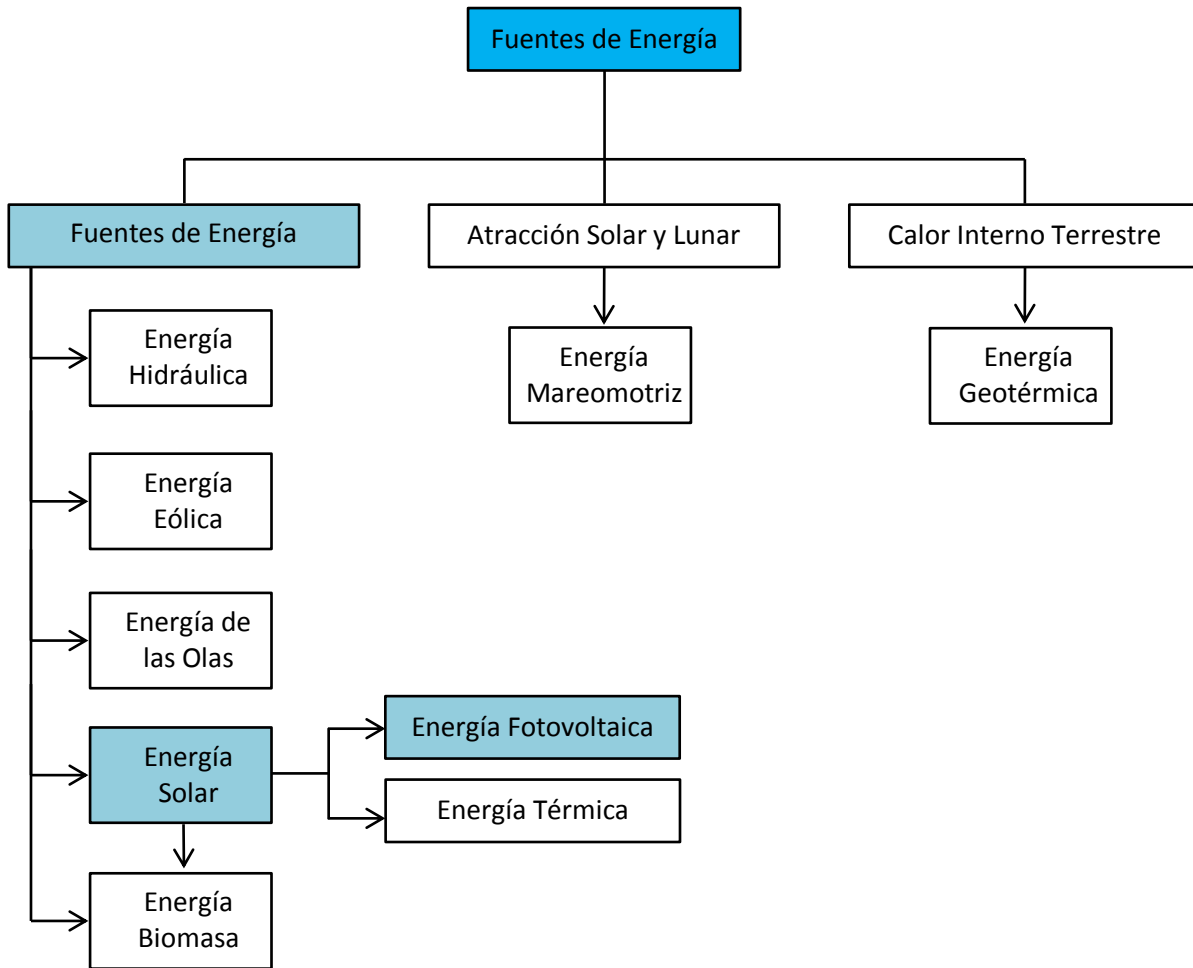 Fuentes de Energía
Fuentes de Energía
Atracción Solar y Lunar
Calor Interno Terrestre
Energía
Hidráulica
Energía
Mareomotriz
Energía
Geotérmica
Energía
Eólica
Energía de
las Olas
Energía
Solar
Energía Fotovoltaica
Energía Térmica
Energía
Biomasa